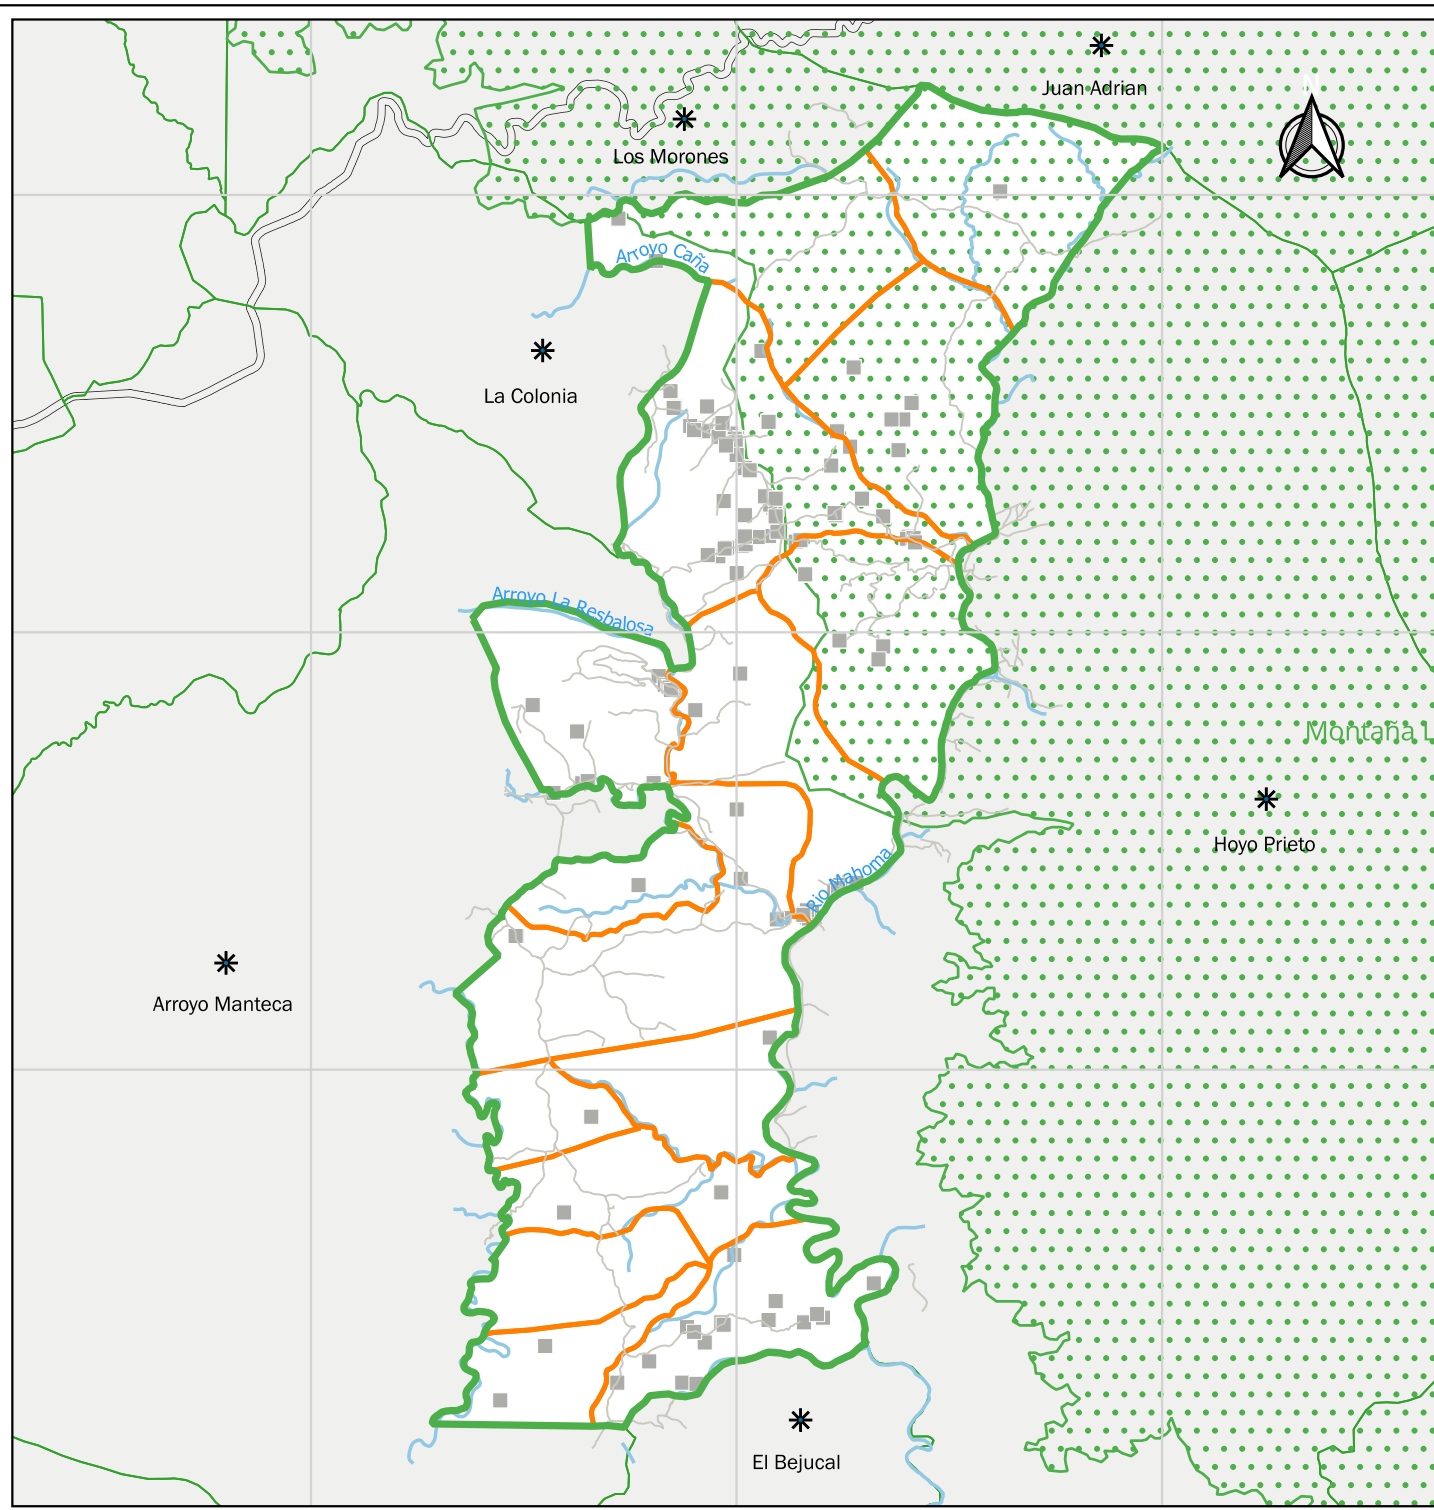 N
Juan Adrian
Los Morones
Arroyo Caña
La Colonia
Arroyo La Resbalosa
Montaña L
Hoyo Prieto
Rio Mahoma
Arroyo Manteca
El Bejucal